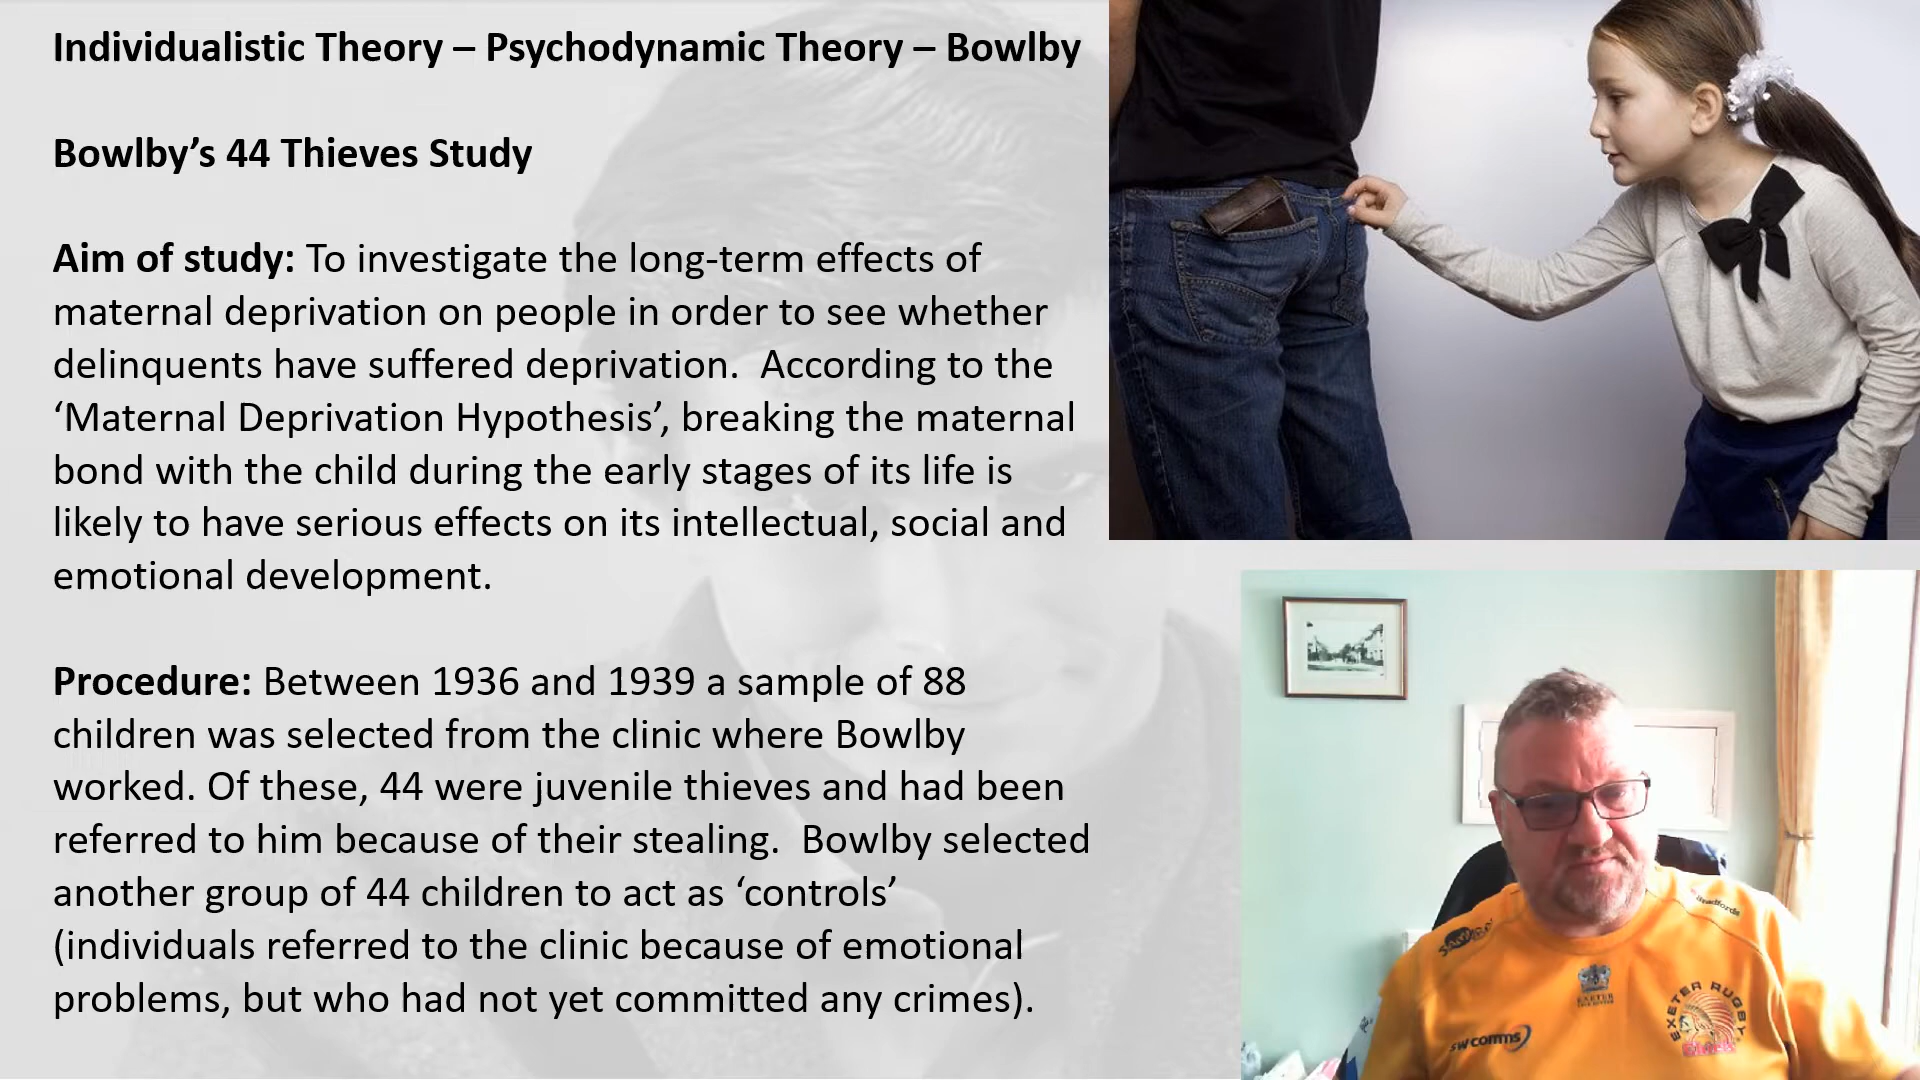 Individualistic Theory – Psychodynamic Theory – Bowlby
Bowlby’s 44 Thieves Study
Aim of study: To investigate the long-term effects of
maternal deprivation on people in order to see whether
delinquents have suffered deprivation.  According to the
‘Maternal Deprivation Hypothesis’, breaking the maternal
bond with the child during the early stages of its life is
likely to have serious effects on its intellectual, social and
emotional development.
Procedure: Between 1936 and 1939 a sample of 88
children was selected from the clinic where Bowlby
worked. Of these, 44 were juvenile thieves and had been
referred to him because of their stealing.  Bowlby selected
another group of 44 children to act as ‘controls’
(individuals referred to the clinic because of emotional
problems, but who had not yet committed any crimes).
Bradfords
EXETER
EXETER RUGBY
SW comms